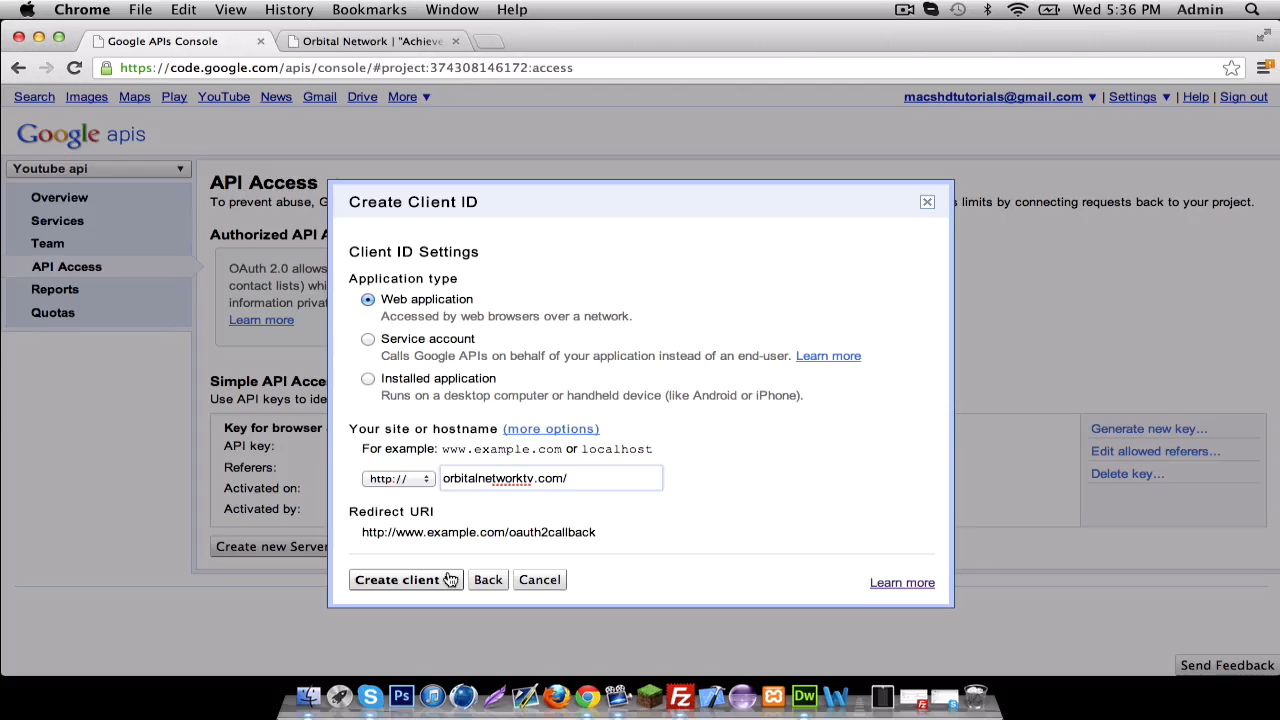 Chrome File Edit View History Bookmarks Window Help Wed 5:36 PM Admin
Google APIs Console Orbital Network | "Achieve
https://code.google.com/apis/console/#project:374308146172:access
Search Images Maps Play YouTube News Gmail Drive More ▼ macshdtutorials@gmail.com ▼ | Settings ▼ | Help | Sign out
Google apis
Youtube api
Overview
Services
Team
API Access
Reports
Quotas
API Access
To prevent abuse, G limits by connecting requests back to your project.
Authorized API A
OAuth 2.0 allows
contact lists) whi
information privat
Learn more
Simple API Acce
Use API keys to ide
Key for browser
API key:
Referers:
Activated on:
Activated by:
Generate new key...
Edit allowed referers...
Delete key...
Create new Server
Create Client ID
Client ID Settings
Application type
Web application
Accessed by web browsers over a network.
Service account
Calls Google APIs on behalf of your application instead of an end-user. Learn more
Installed application
Runs on a desktop computer or handheld device (like Android or iPhone).
Your site or hostname (more options)
For example: www.example.com or localhost
http:// orbitalnetworktv.com/
Redirect URI
http://www.example.com/oauth2callback
Create client Back Cancel
Learn more
Send Feedback
Ps Fz Dw W